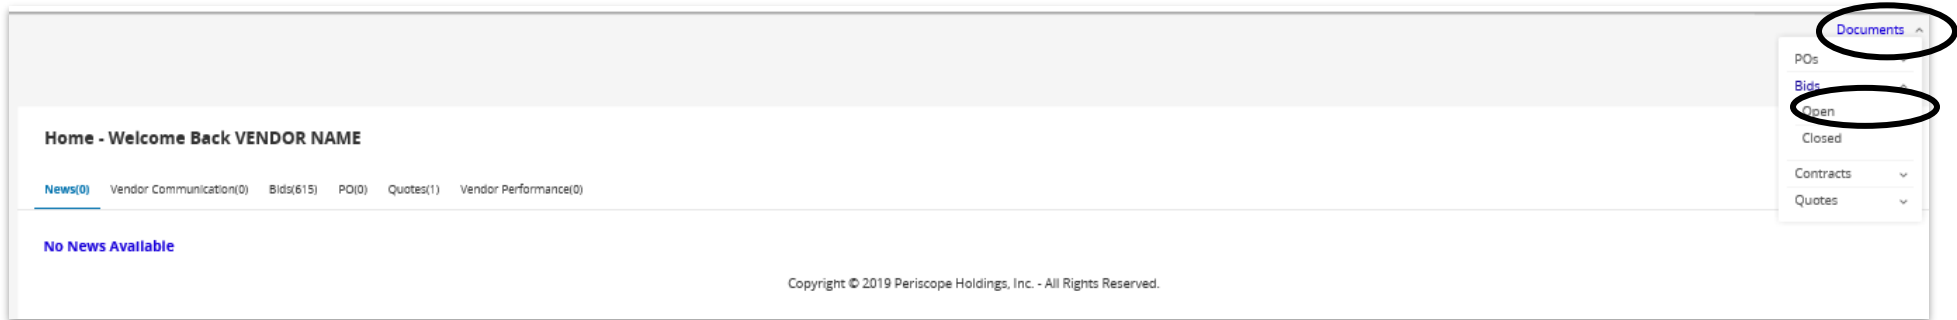 Documents
POs
Bids
Open
Closed
Contracts
Quotes
Home - Welcome Back VENDOR NAME
News(0) Vendor Communication(0) Bids(615) PO(0) Quotes(1) Vendor Performance(0)
No News Available
Copyright © 2019 Periscope Holdings, Inc. - All Rights Reserved.